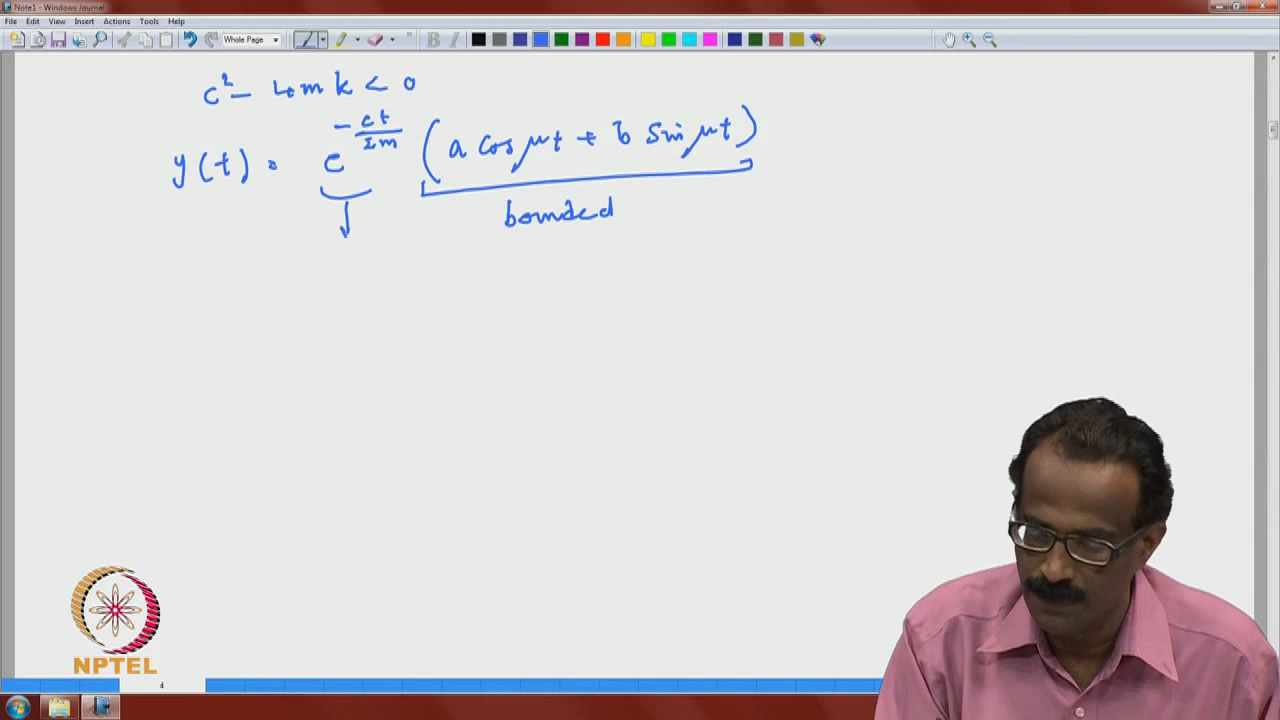 Note1 - Windows Journal
File Edit View Insert Actions Tools Help
Whole Page
B I
c² - 4mk < 0
y(t) = e^{-ct/2m} (a cos μt + b sin μt)
bounded
NPTEL
4